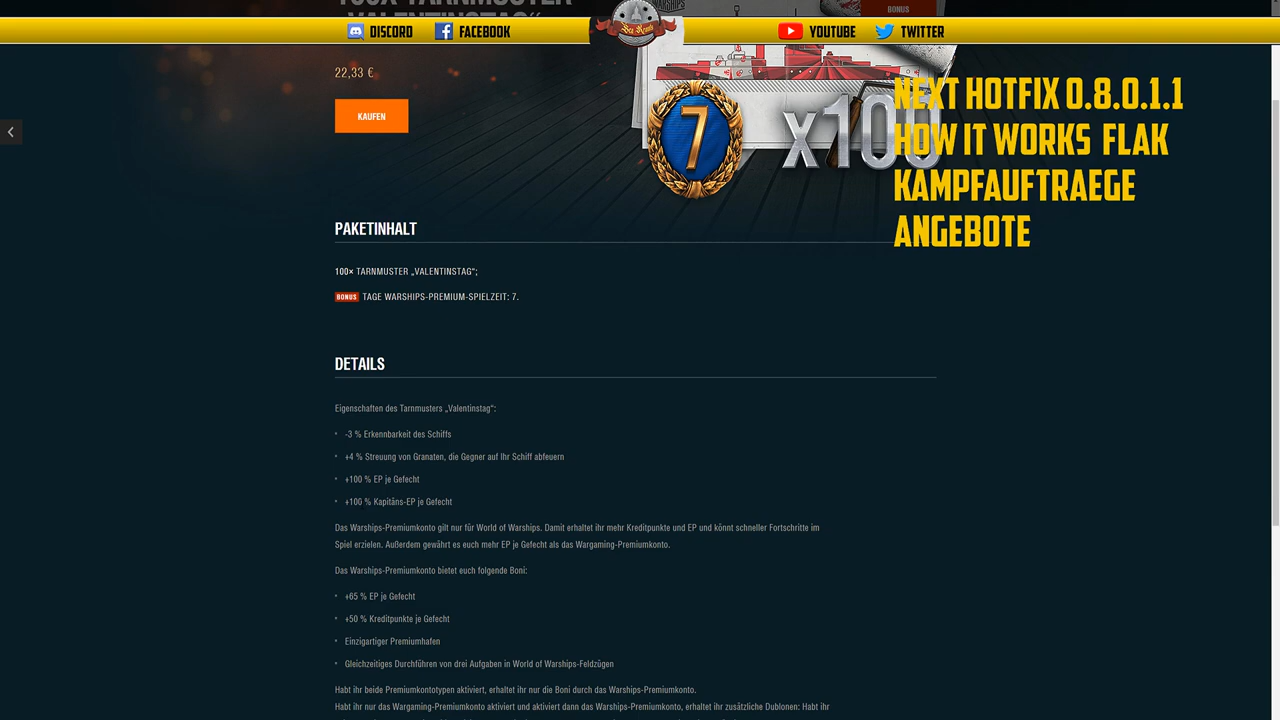 100X TARNMUSTER
„VALENTINSTAG“
BONUS
DISCORD
FACEBOOK
YOUTUBE
TWITTER
22,33 €
KAUFEN
7
x100
NEXT HOTFIX 0.8.0.1.1
HOW IT WORKS FLAK
KAMPFAUFTRAEGE
ANGEBOTE
PAKETINHALT
100× TARNMUSTER „VALENTINSTAG“;
BONUS TAGE WARSHIPS-PREMIUM-SPIELZEIT: 7.
DETAILS
Eigenschaften des Tarnmusters „Valentinstag“:
-3 % Erkennbarkeit des Schiffs
+4 % Streuung von Granaten, die Gegner auf Ihr Schiff abfeuern
+100 % EP je Gefecht
+100 % Kapitäns-EP je Gefecht
Das Warships-Premiumkonto gilt nur für World of Warships. Damit erhaltet ihr mehr Kreditpunkte und EP und könnt schneller Fortschritte im
Spiel erzielen. Außerdem gewährt es euch mehr EP je Gefecht als das Wargaming-Premiumkonto.
Das Warships-Premiumkonto bietet euch folgende Boni:
+65 % EP je Gefecht
+50 % Kreditpunkte je Gefecht
Einzigartiger Premiumhafen
Gleichzeitiges Durchführen von drei Aufgaben in World of Warships-Feldzügen
Habt ihr beide Premiumkontotypen aktiviert, erhaltet ihr nur die Boni durch das Warships-Premiumkonto.
Habt ihr nur das Wargaming-Premiumkonto aktiviert und aktiviert dann das Warships-Premiumkonto, erhaltet ihr zusätzliche Dublonen: Habt ihr